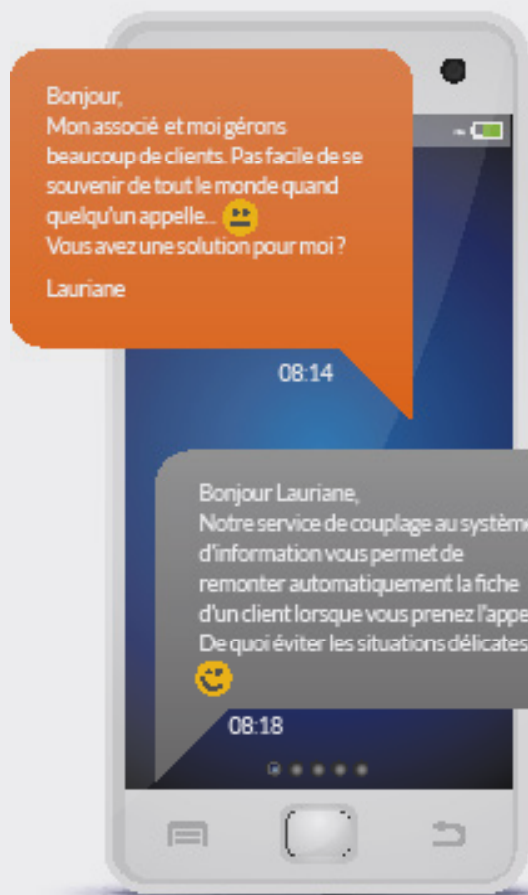 Bonjour,
Mon associé et moi gérons
beaucoup de clients. Pas facile de se
souvenir de tout le monde quand
quelqu'un appelle...
Vous avez une solution pour moi ?
Lauriane
08:14
Bonjour Lauriane,
Notre service de couplage au système
d'information vous permet de
remonter automatiquement la fiche
d'un client lorsque vous prenez l'appe
De quoi éviter les situations délicates
08:18